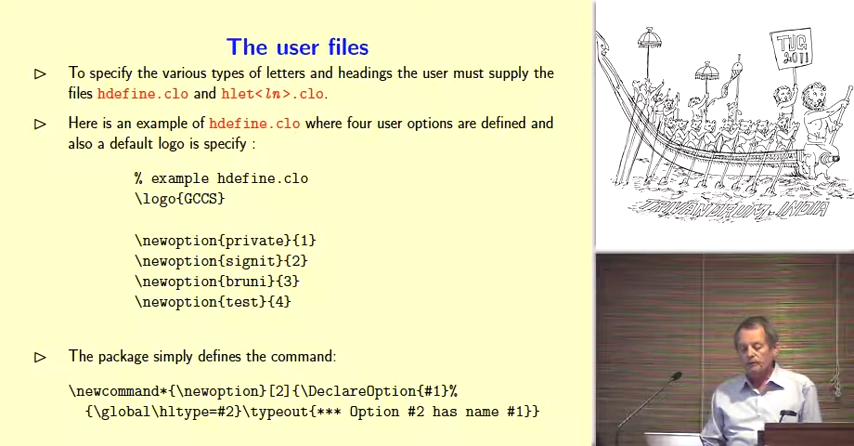 The user files
▷ To specify the various types of letters and headings the user must supply the
files hdefine.clo and hlet<ln>.clo.
▷ Here is an example of hdefine.clo where four user options are defined and
also a default logo is specify :
% example hdefine.clo
\logo{GCCS}
\newoption{private}{1}
\newoption{signit}{2}
\newoption{bruni}{3}
\newoption{test}{4}
▷ The package simply defines the command:
\newcommand*{\newoption}[2]{\DeclareOption{#1}%
{\global\hltype=#2}\typeout{*** Option #2 has name #1}}
TUG
2011
TRIVANDRUM-INDIA